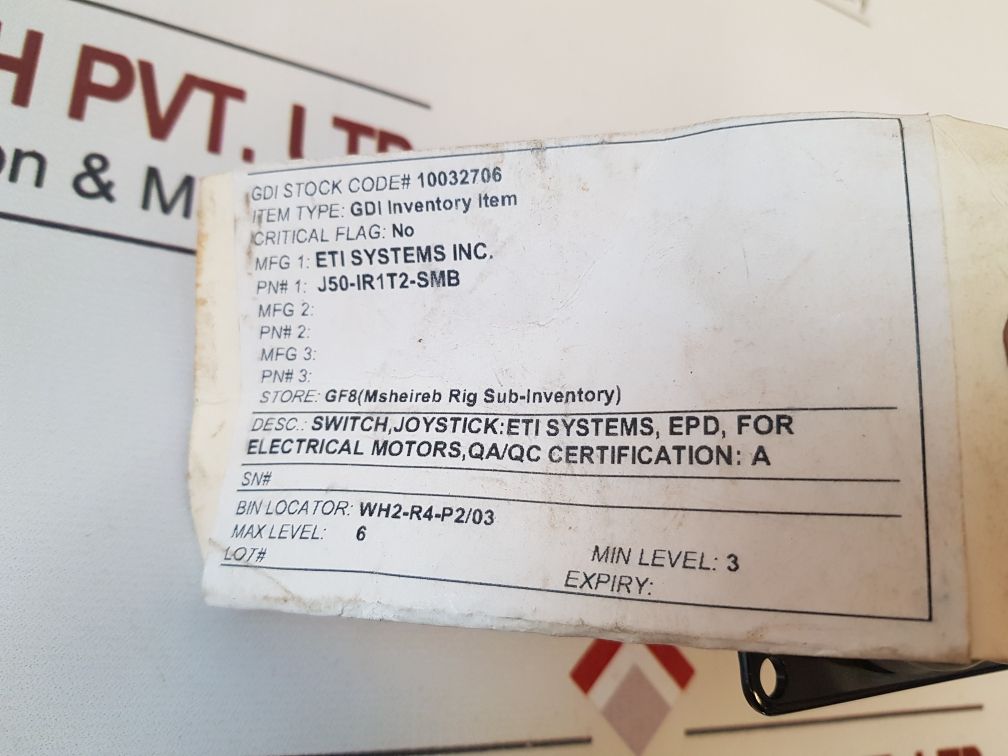 H PVT. LTD
on & M
GDI STOCK CODE# 10032706
ITEM TYPE: GDI Inventory Item
CRITICAL FLAG: No
MFG 1: ETI SYSTEMS INC.
PN# 1: J50-IR1T2-SMB
MFG 2:
PN# 2:
MFG 3:
PN# 3:
STORE: GF8(Msheireb Rig Sub-Inventory)
DESC.: SWITCH,JOYSTICK:ETI SYSTEMS, EPD, FOR
ELECTRICAL MOTORS,QA/QC CERTIFICATION: A
SN#
BIN LOCATOR: WH2-R4-P2/03
MAX LEVEL: 6 MIN LEVEL: 3
LOT# EXPIRY: